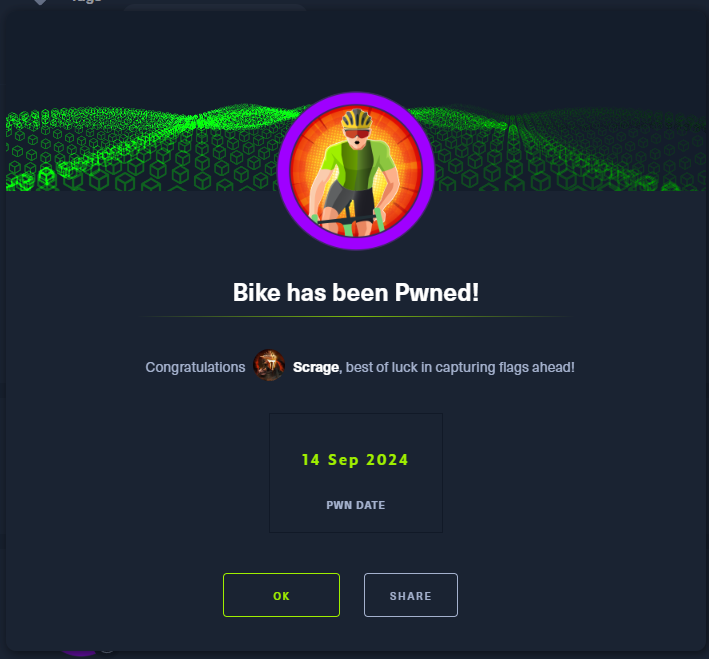 Tags
Bike has been Pwned!
Congratulations Scrage, best of luck in capturing flags ahead!
14 Sep 2024
PWN DATE
OK
SHARE